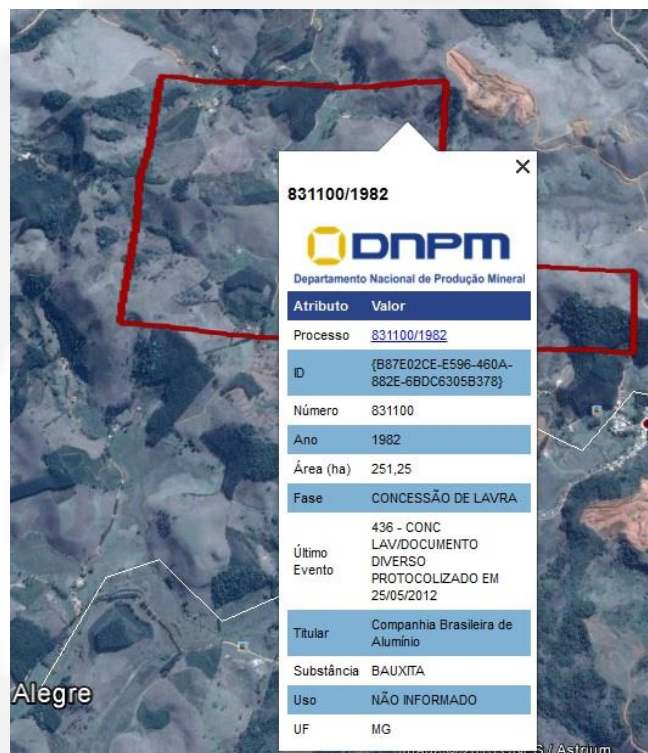 831100/1982
DNPM
Departamento Nacional de Produção Mineral
Atributo Valor
Processo 831100/1982
ID {B87E02CE-E596-460A-
882E-6BDC6305B378}
Número 831100
Ano 1982
Área (ha) 251,25
Fase CONCESSÃO DE LAVRA
Último
Evento
436 - CONC
LAV/DOCUMENTO
DIVERSO
PROTOCOLIZADO EM
25/05/2012
Titular Companhia Brasileira de
Alumínio
Substância BAUXITA
Uso NÃO INFORMADO
UF MG
Alegre
/ Astrium